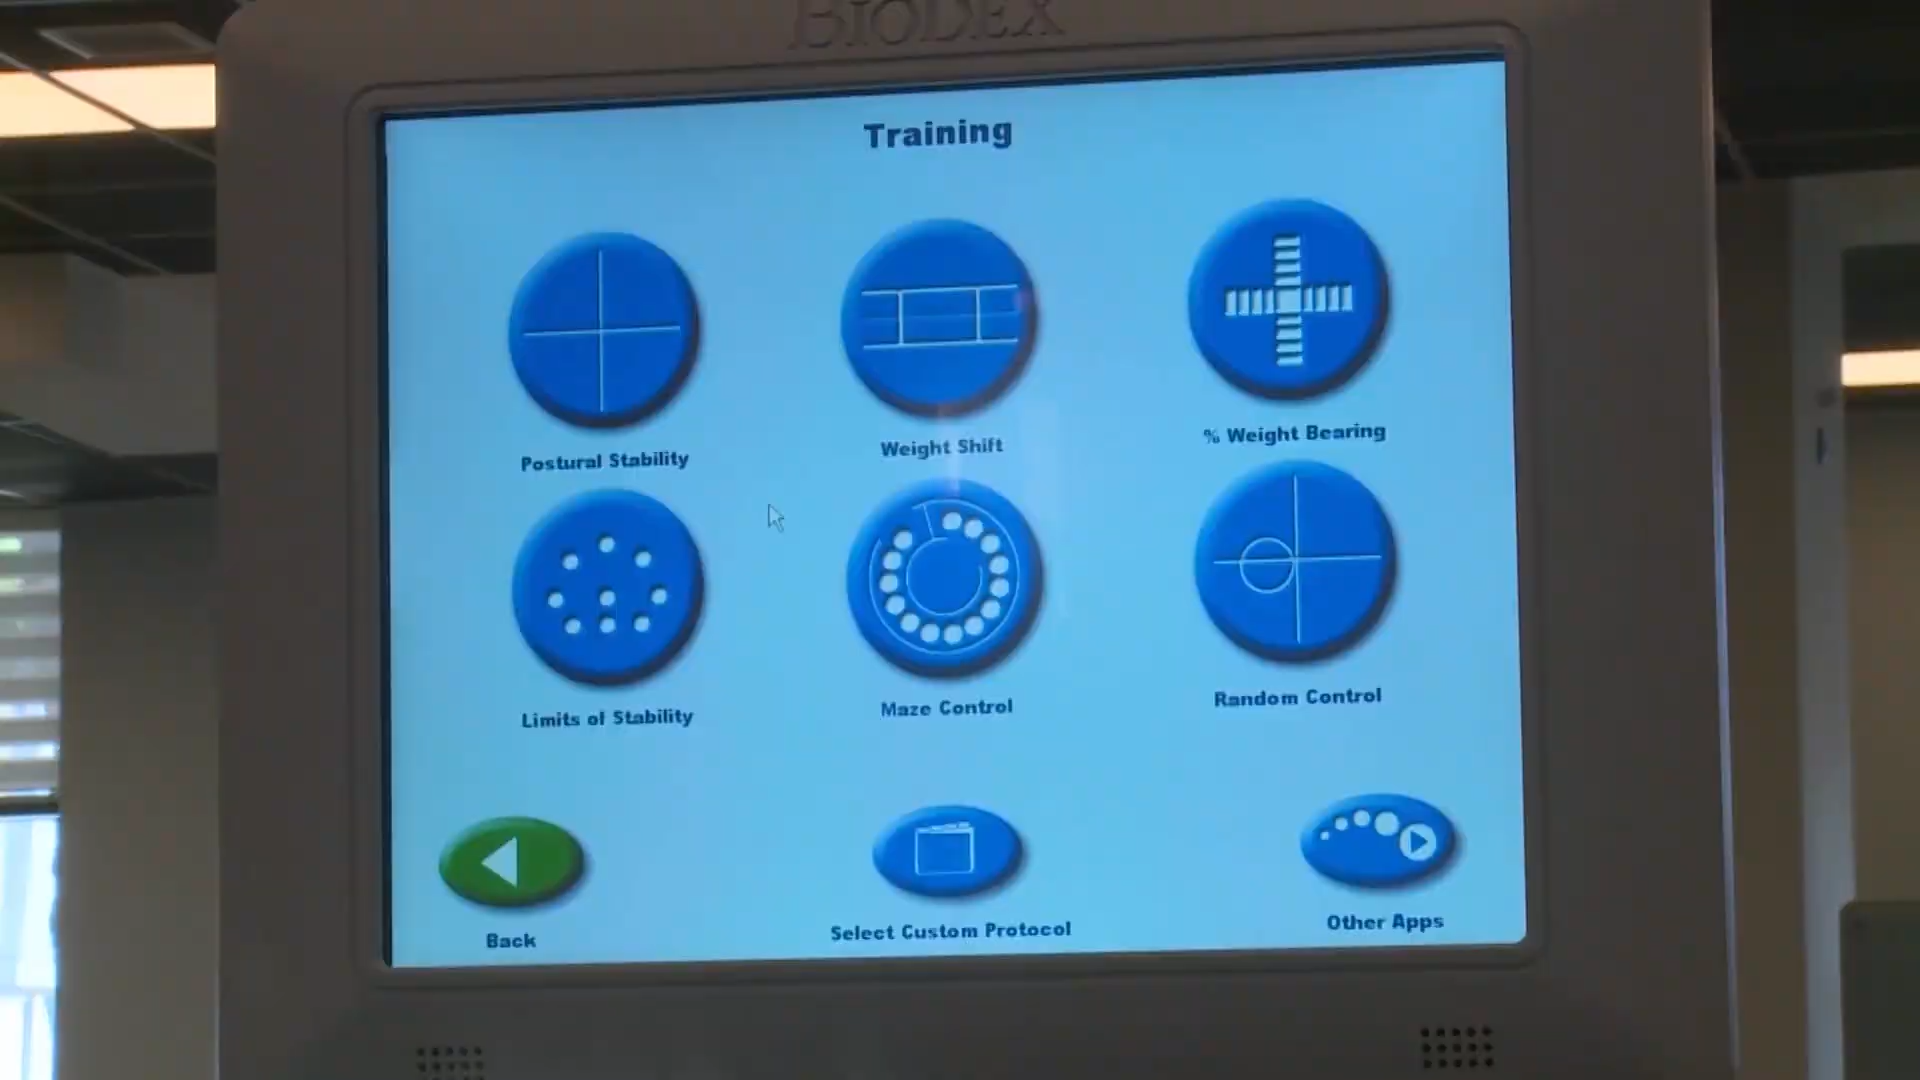 BIODEX
Training
Postural Stability
Weight Shift
% Weight Bearing
Limits of Stability
Maze Control
Random Control
Back
Select Custom Protocol
Other Apps